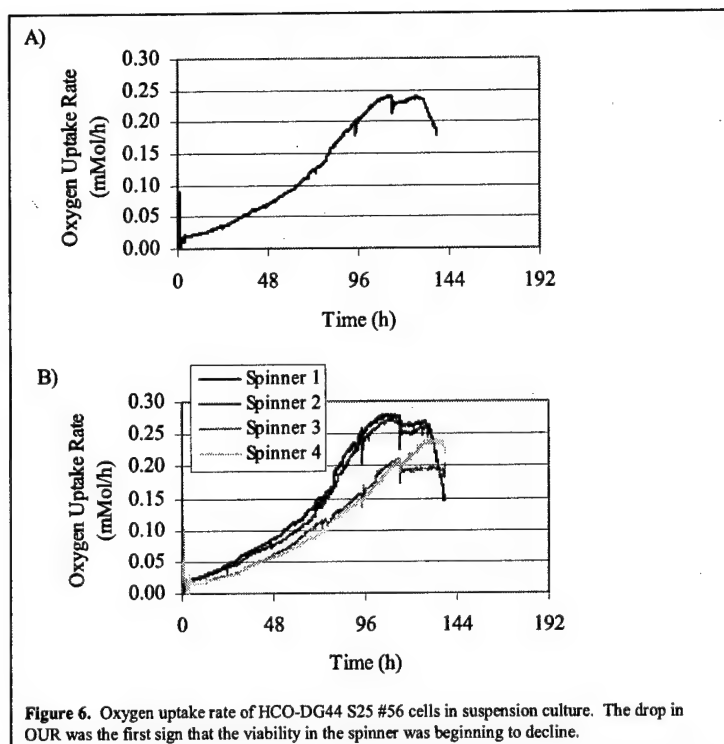 A)
Oxygen Uptake Rate
(mMol/h)
0.30
0.25
0.20
0.15
0.10
0.05
0.00
0 48 96 144 192
Time (h)
B)
Spinner 1
Spinner 2
Spinner 3
Spinner 4
Oxygen Uptake Rate
(mMol/h)
0.30
0.25
0.20
0.15
0.10
0.05
0.00
0 48 96 144 192
Time (h)
Figure 6. Oxygen uptake rate of HCO-DG44 S25 #56 cells in suspension culture. The drop in
OUR was the first sign that the viability in the spinner was beginning to decline.